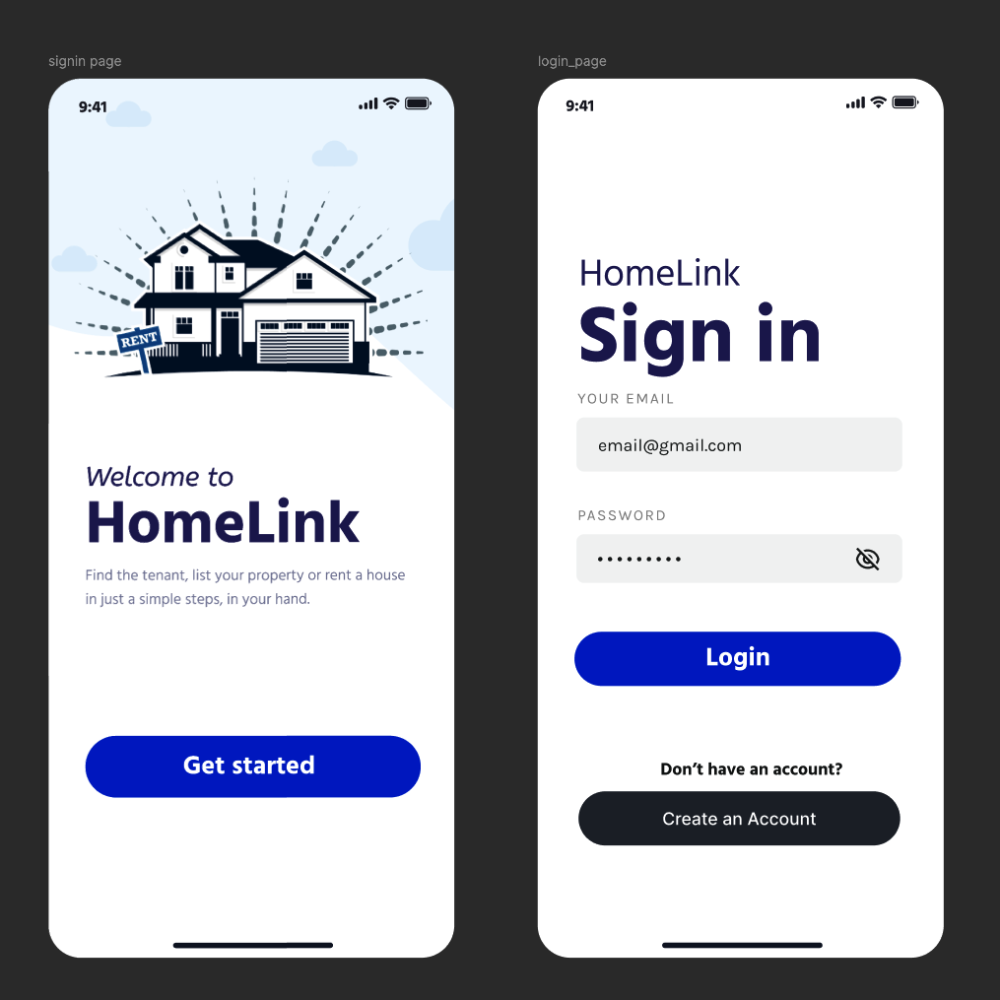 signin page
9:41
RENT
Welcome to
HomeLink
Find the tenant, list your property or rent a house
in just a simple steps, in your hand.
Get started
login_page
9:41
HomeLink
Sign in
YOUR EMAIL
email@gmail.com
PASSWORD
Login
Don’t have an account?
Create an Account